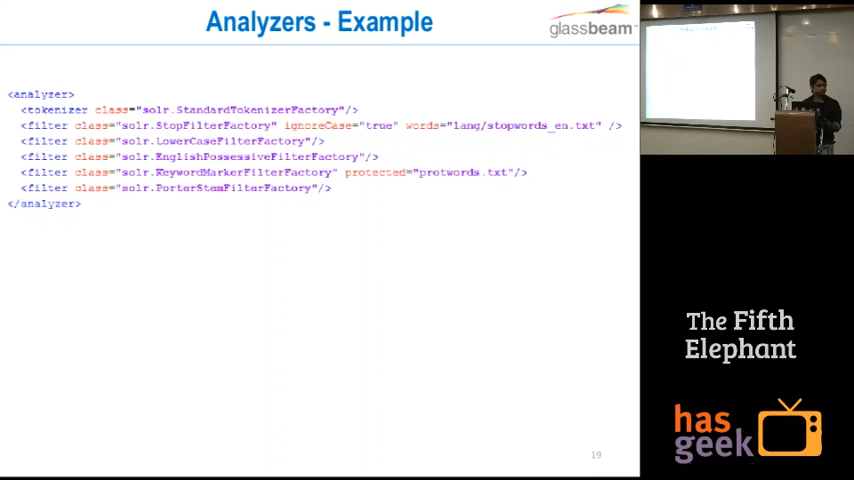 Analyzers - Example
glassbeam
<analyzer>
<tokenizer class="solr.StandardTokenizerFactory"/>
<filter class="solr.StopFilterFactory" ignoreCase="true" words="lang/stopwords_en.txt" />
<filter class="solr.LowerCaseFilterFactory"/>
<filter class="solr.EnglishPossessiveFilterFactory"/>
<filter class="solr.KeywordMarkerFilterFactory" protected="protwords.txt"/>
<filter class="solr.PorterStemFilterFactory"/>
</analyzer>
19
The Fifth
Elephant
has
geek